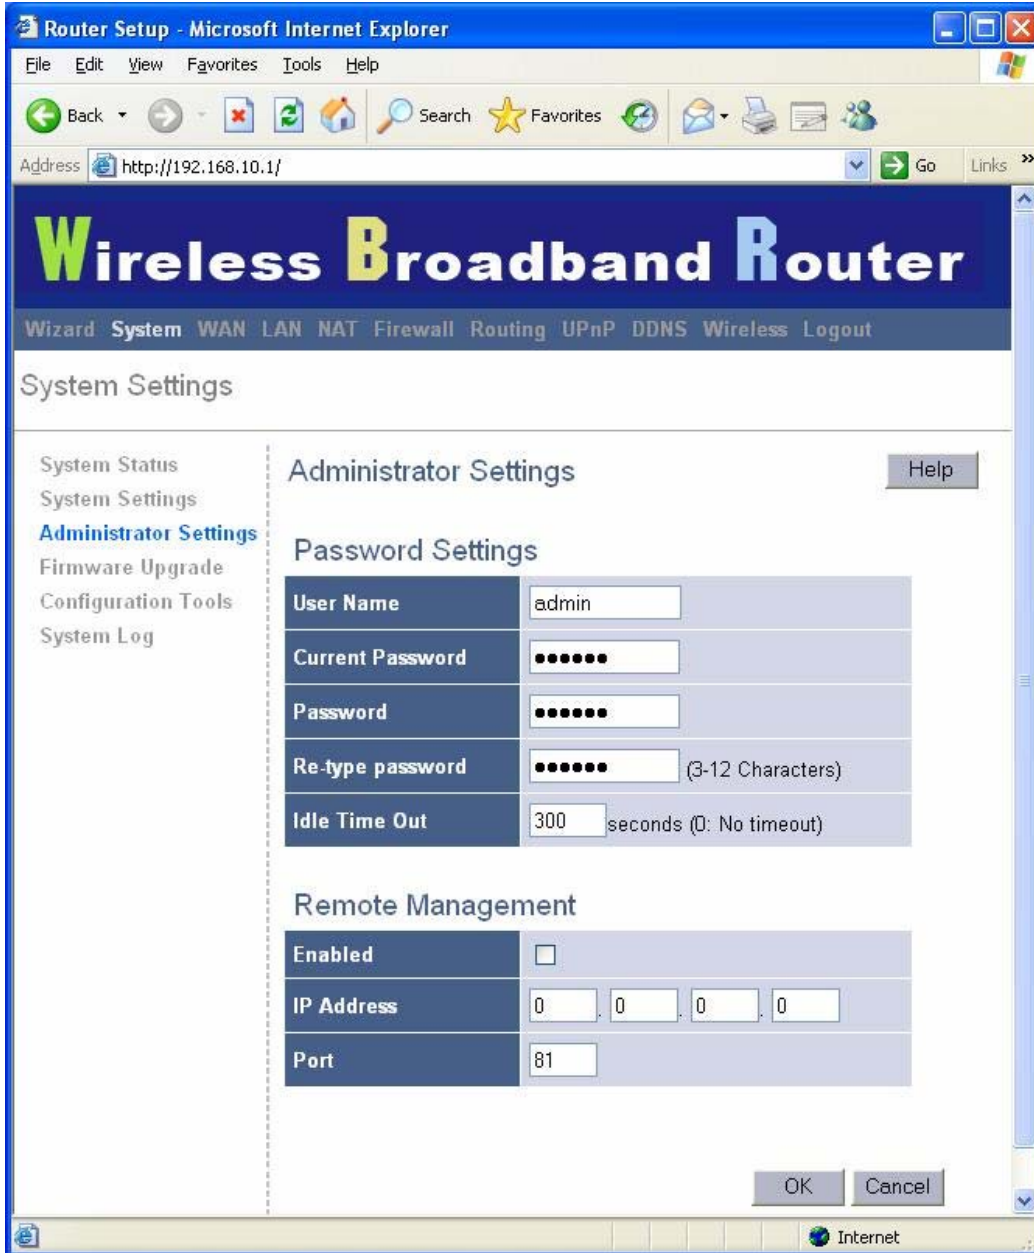 Router Setup - Microsoft Internet Explorer
File Edit View Favorites Tools Help
Back Search Favorites
Address http://192.168.10.1/ Go Links »
Wireless Broadband Router
Wizard System WAN LAN NAT Firewall Routing UPnP DDNS Wireless Logout
System Settings
System Status
System Settings
Administrator Settings
Firmware Upgrade
Configuration Tools
System Log
Administrator Settings Help
Password Settings
User Name admin
Current Password ●●●●●●
Password ●●●●●●
Re-type password ●●●●●● (3-12 Characters)
Idle Time Out 300 seconds (0: No timeout)
Remote Management
Enabled
IP Address 0 . 0 . 0 . 0
Port 81
OK Cancel
Internet